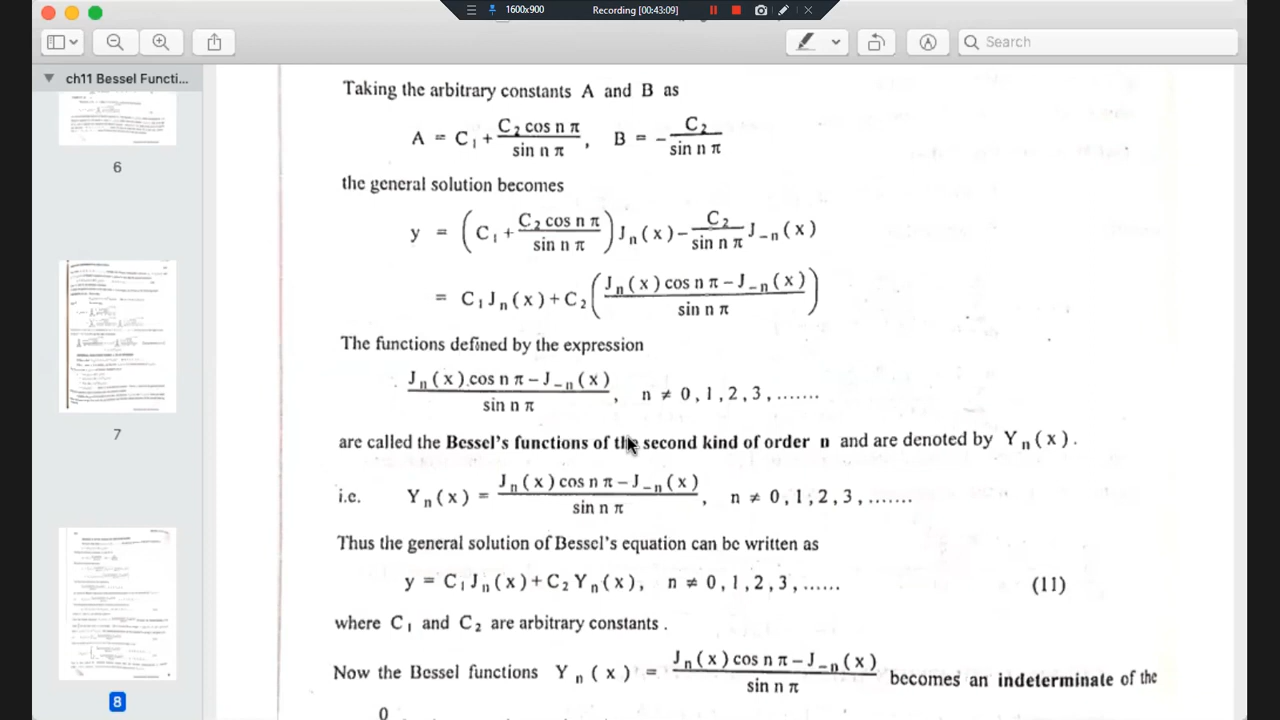 1600x900 Recording [00:43:09]
Search
ch11 Bessel Functi...
6
7
8
Taking the arbitrary constants A and B as
A = C₁ + (C₂ cos n π)/(sin n π), B = − C₂/(sin n π)
the general solution becomes
y = (C₁ + (C₂ cos n π)/(sin n π)) Jₙ(x) − C₂/(sin n π) J₋ₙ(x)
= C₁ Jₙ(x) + C₂ ((Jₙ(x) cos n π − J₋ₙ(x))/(sin n π))
The functions defined by the expression
(Jₙ(x) cos n π − J₋ₙ(x))/(sin n π), n ≠ 0, 1, 2, 3, .......
are called the Bessel's functions of the second kind of order n and are denoted by Yₙ(x).
i.e. Yₙ(x) = (Jₙ(x) cos n π − J₋ₙ(x))/(sin n π), n ≠ 0, 1, 2, 3, .......
Thus the general solution of Bessel's equation can be written as
y = C₁ Jₙ(x) + C₂ Yₙ(x), n ≠ 0, 1, 2, 3, ...... (11)
where C₁ and C₂ are arbitrary constants .
Now the Bessel functions Yₙ(x) = (Jₙ(x) cos n π − J₋ₙ(x))/(sin n π) becomes an indeterminate of the
0